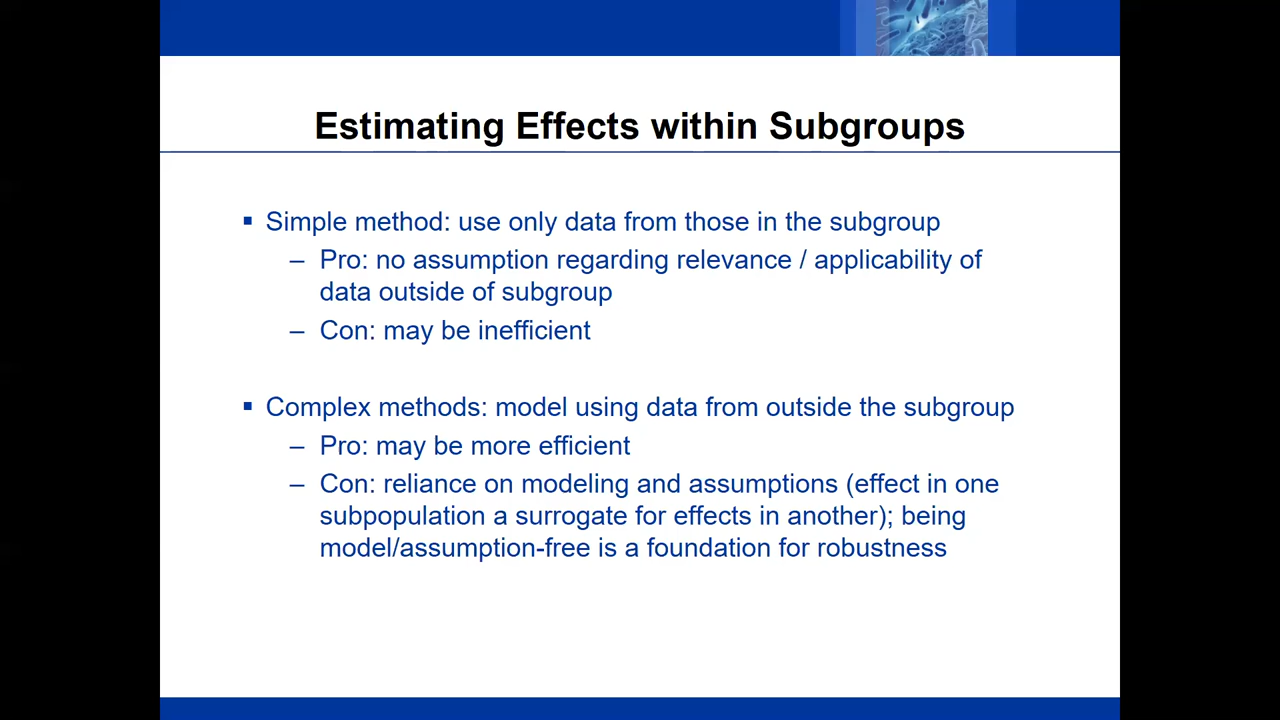 Estimating Effects within Subgroups
▪ Simple method: use only data from those in the subgroup
– Pro: no assumption regarding relevance / applicability of
data outside of subgroup
– Con: may be inefficient
▪ Complex methods: model using data from outside the subgroup
– Pro: may be more efficient
– Con: reliance on modeling and assumptions (effect in one
subpopulation a surrogate for effects in another); being
model/assumption-free is a foundation for robustness